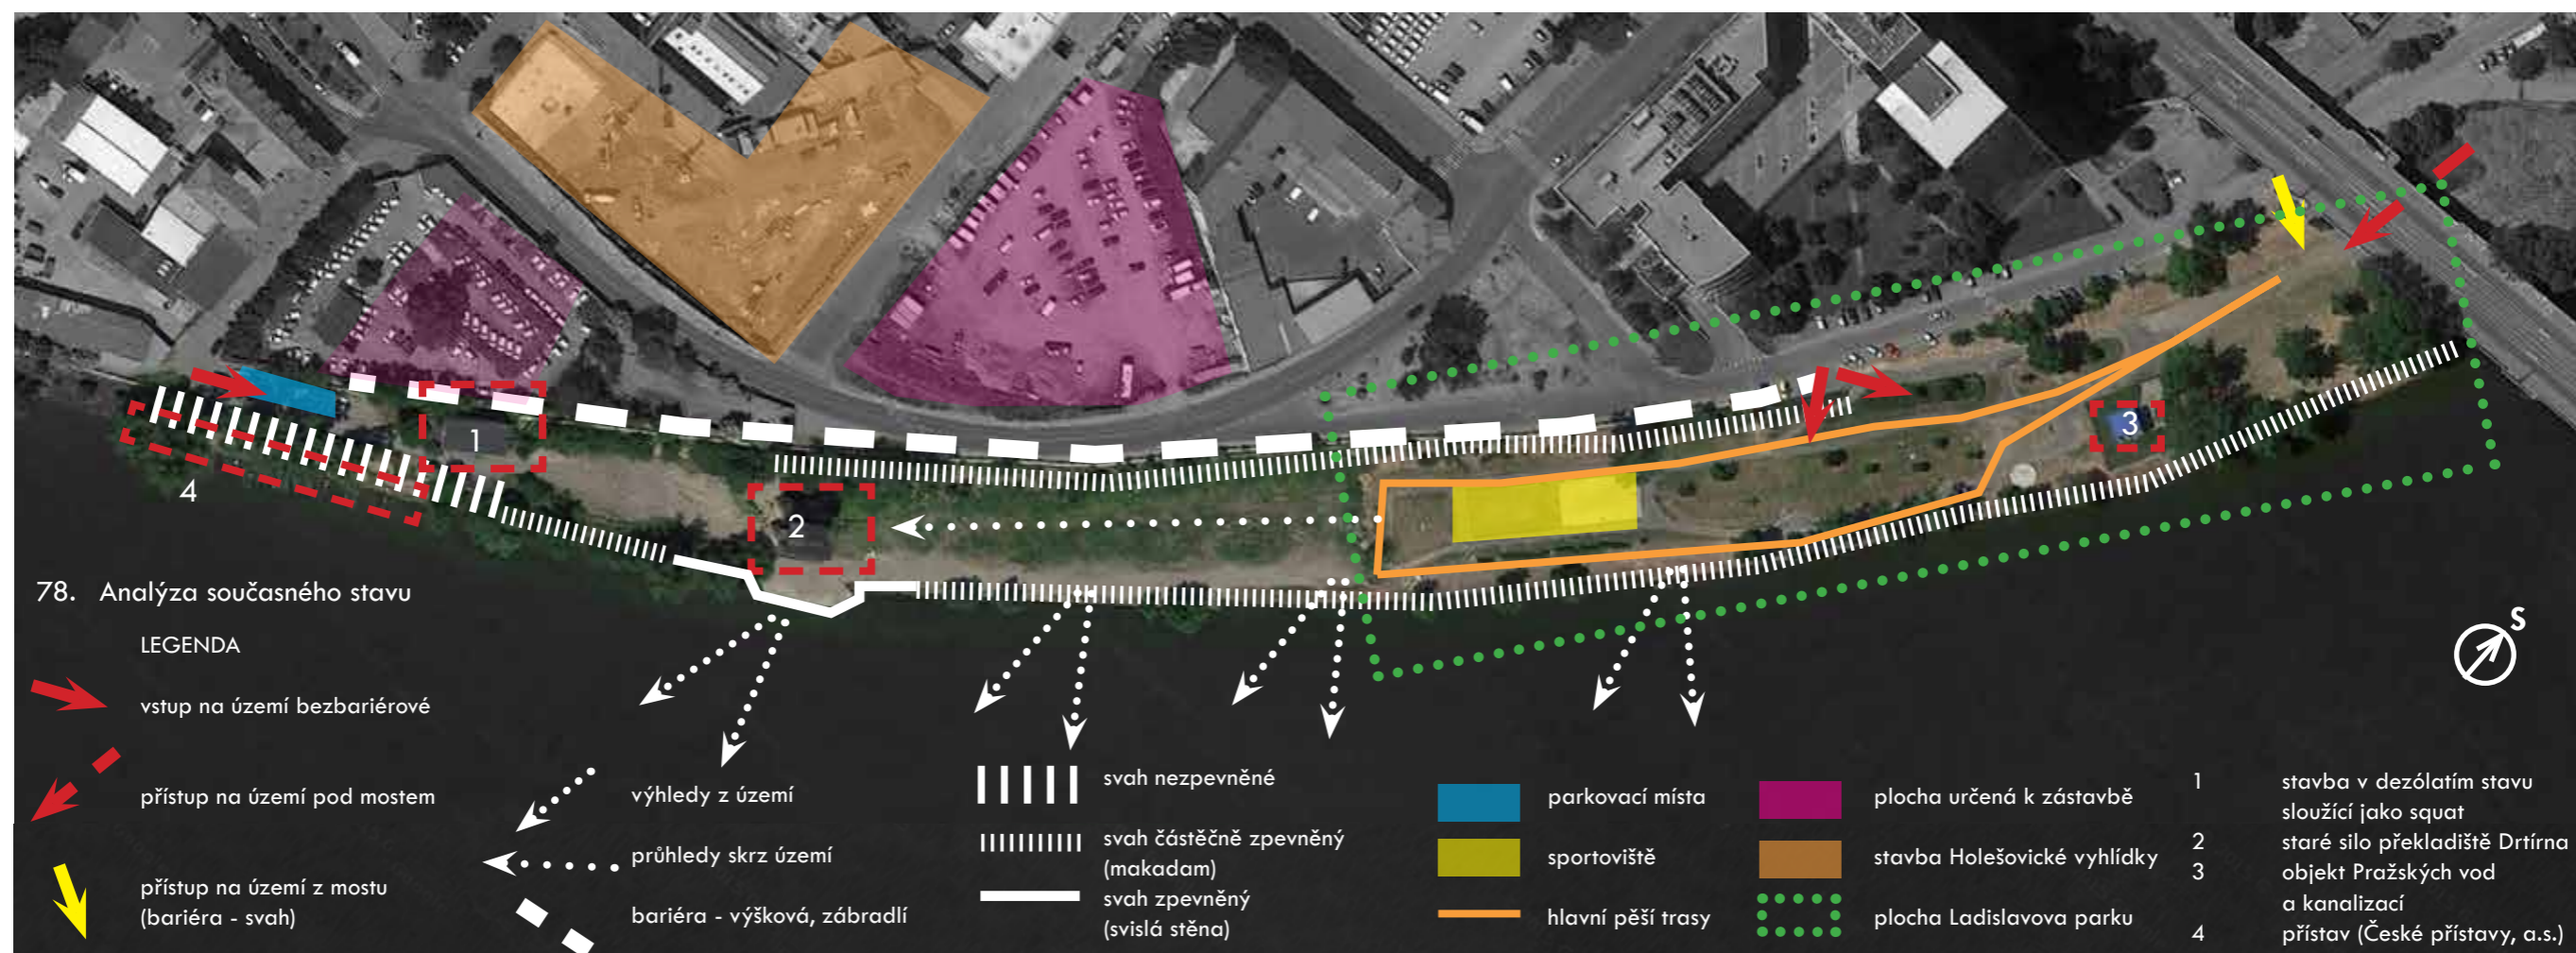 1
4
2
3
S
78. Analýza současného stavu
LEGENDA
vstup na území bezbariérové
přístup na území pod mostem
přístup na území z mostu
(bariéra - svah)
výhledy z území
průhledy skrz území
bariéra - výšková, zábradlí
svah nezpevněné
svah částěčně zpevněný
(makadam)
svah zpevněný
(svislá stěna)
parkovací místa
sportoviště
hlavní pěší trasy
plocha určená k zástavbě
stavba Holešovické vyhlídky
plocha Ladislavova parku
1 stavba v dezólatím stavu
sloužící jako squat
2 staré silo překladiště Drtírna
3 objekt Pražských vod
a kanalizací
4 přístav (České přístavy, a.s.)